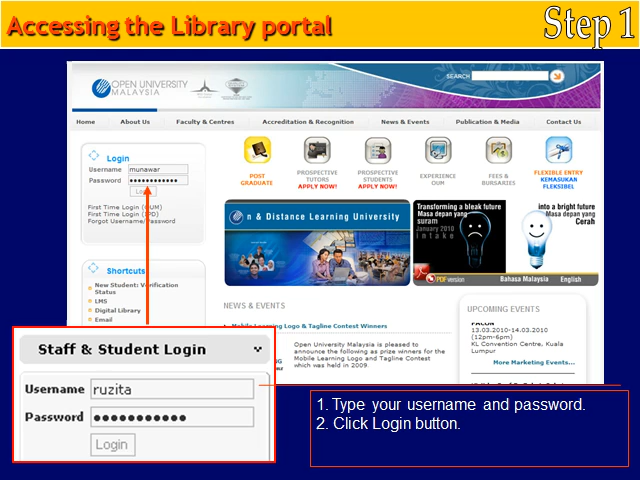 Accessing the Library portal
Step 1
OPEN UNIVERSITY
MALAYSIA
SEARCH
Home About Us Faculty & Centres Accreditation & Recognition News & Events Publication & Media Contact Us
Login
Username munawar
Password ••••••••••••
Login
First Time Login (OUM)
First Time Login (IPD)
Forgot Username/Password
POST
GRADUATE
PROSPECTIVE
TUTORS
APPLY NOW!
PROSPECTIVE
STUDENTS
APPLY NOW!
EXPERIENCE
OUM
FEES &
BURSARIES
FLEXIBLE ENTRY
KEMASUKAN
FLEKSIBEL
n & Distance Learning University
Transforming a bleak future
Masa depan yang
suram
January 2010
intake
into a bright future
Masa depan yang
Cerah
PDF version
Bahasa Malaysia English
Shortcuts
New Student: Verification
Status
LMS
Digital Library
Email
NEWS & EVENTS
Mobile Learning Logo & Tagline Contest Winners
Open University Malaysia is pleased to
announce the following as prize winners for the
Mobile Learning Logo and Tagline Contest
which was held in 2009.
UPCOMING EVENTS
13.03.2010-14.03.2010
(12pm-6pm)
KL Convention Centre, Kuala
Lumpur
More Marketing Events...
Staff & Student Login
Username ruzita
Password •••••••••••
Login
1. Type your username and password.
2. Click Login button.